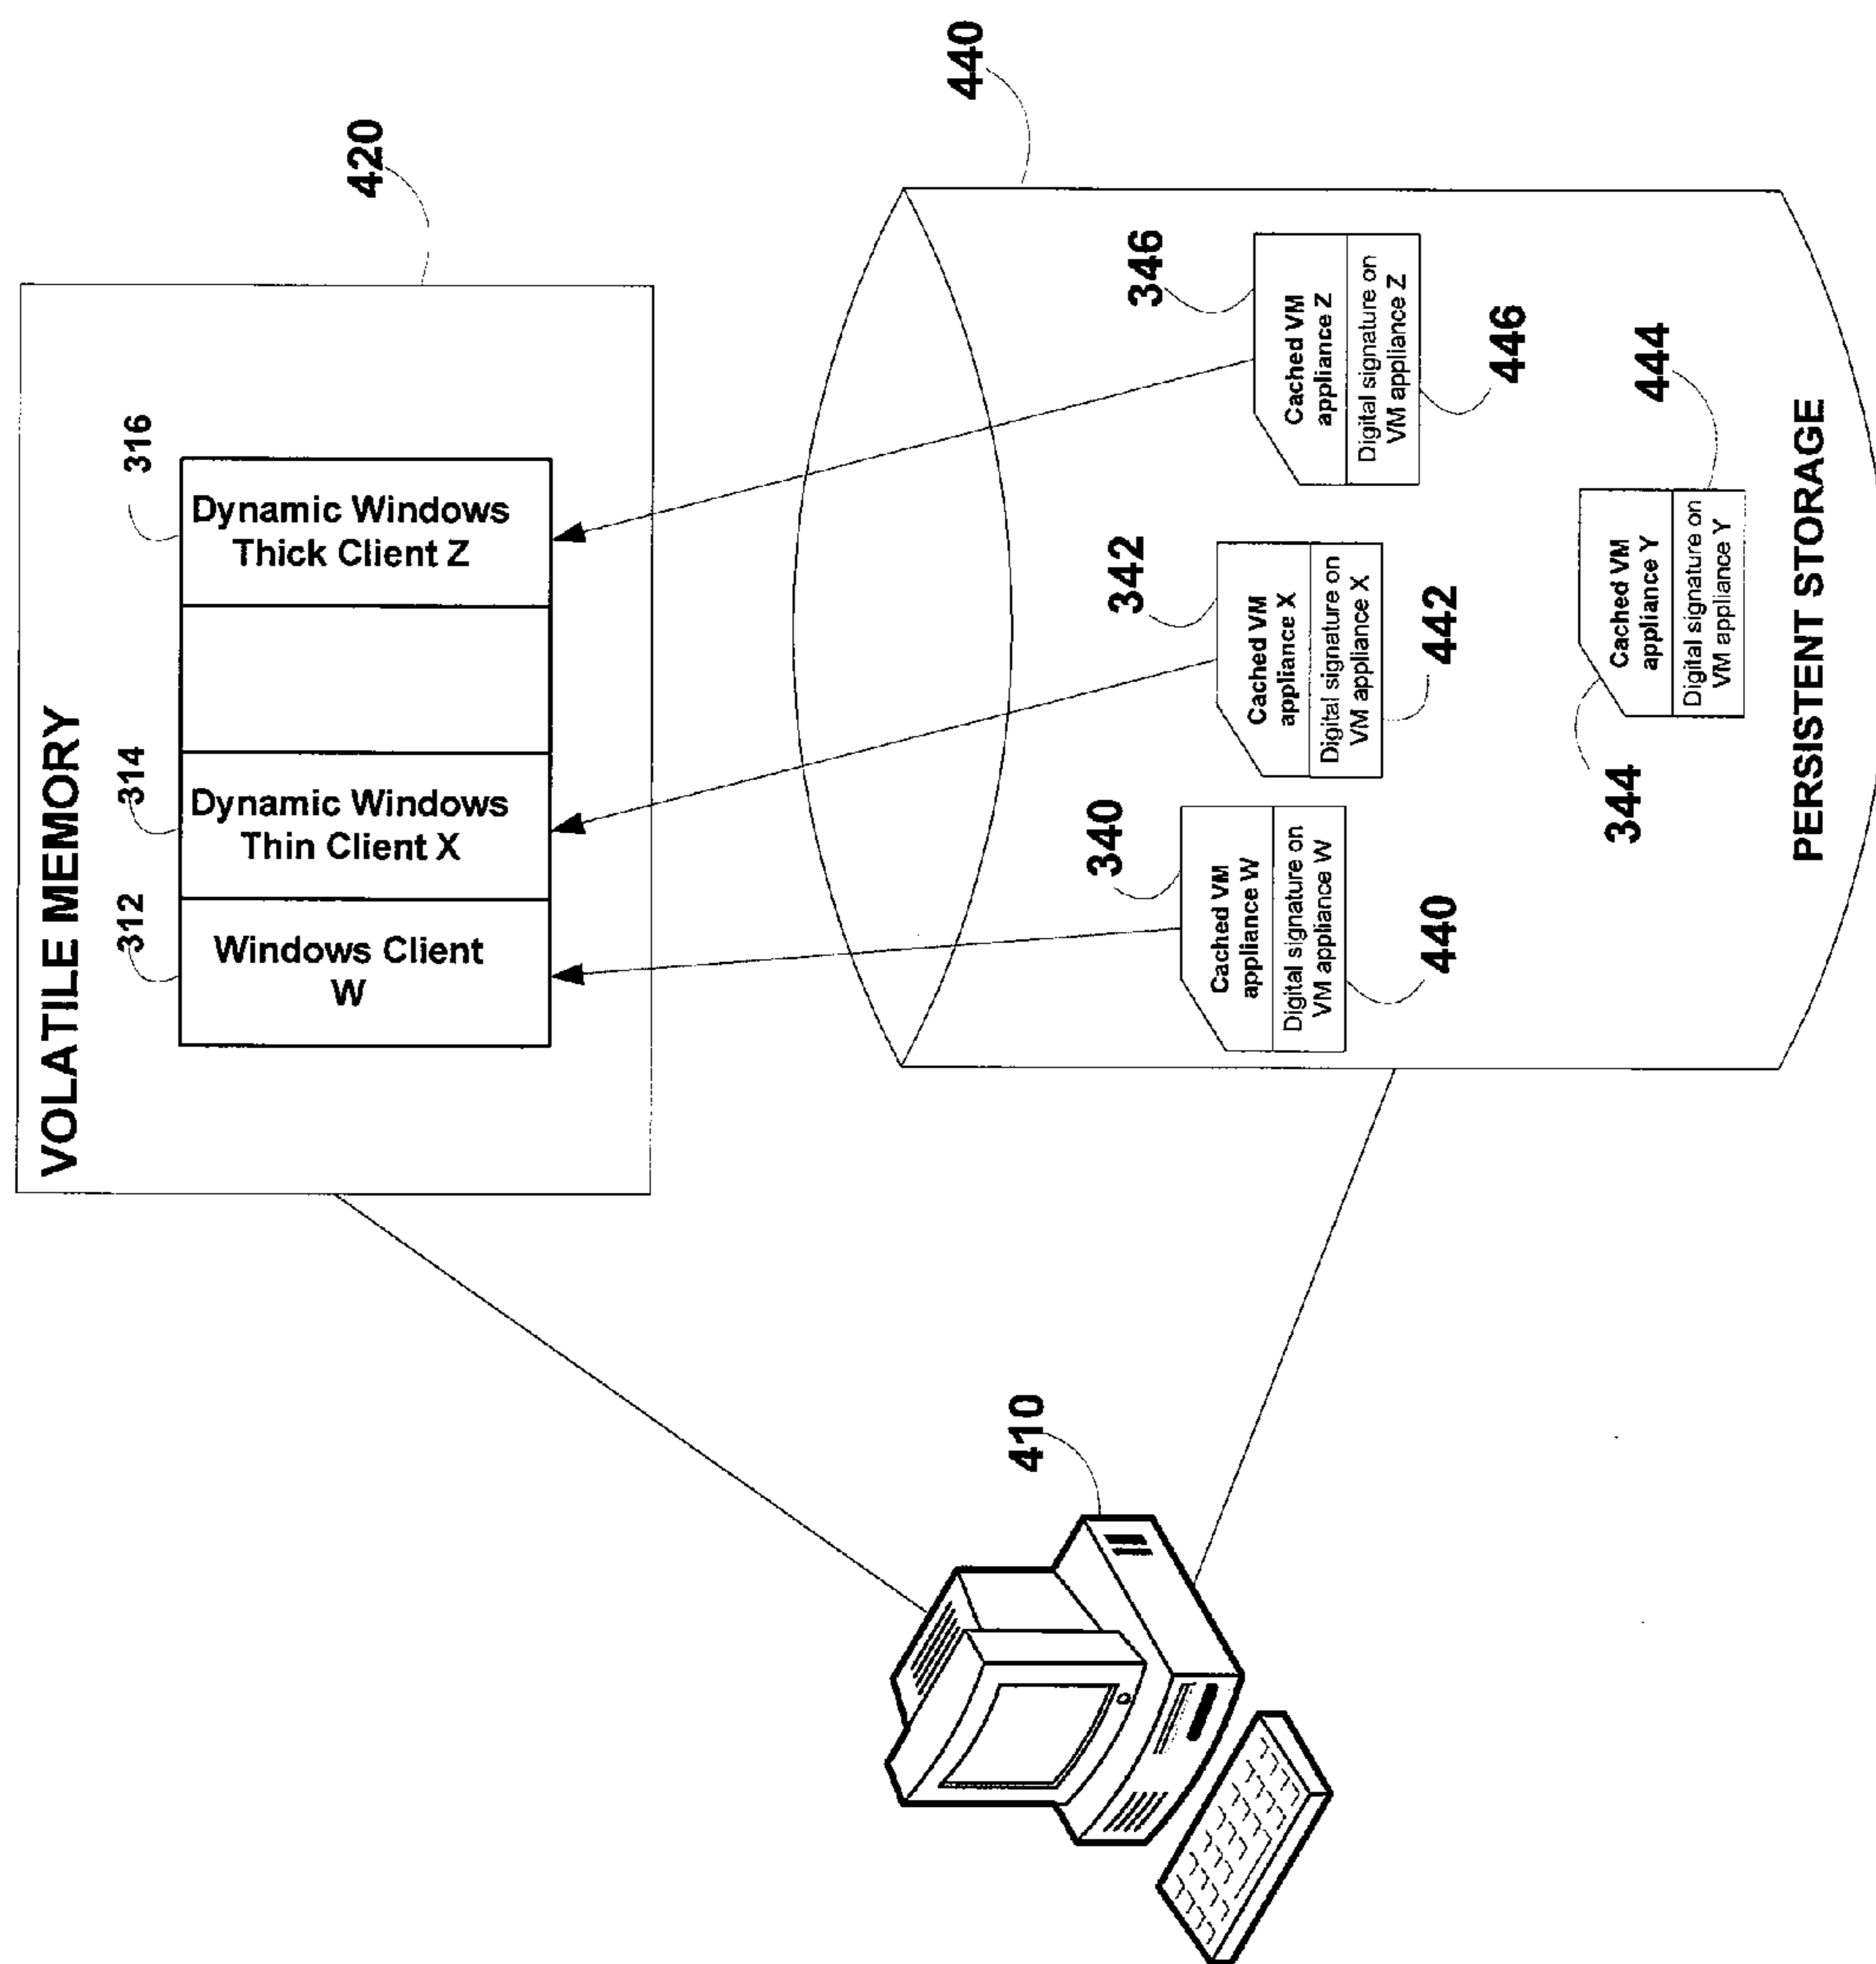 VOLATILE MEMORY
420
312
314
316
Windows Client
W
Dynamic Windows
Thin Client X
Dynamic Windows
Thick Client Z
440
340
Cached VM
appliance W
Digital signature on
VM appliance W
440
342
Cached VM
appliance X
Digital signature on
VM appliance X
442
346
Cached VM
appliance Z
Digital signature on
VM appliance Z
446
344
Cached VM
appliance Y
Digital signature on
VM appliance Y
444
PERSISTENT STORAGE
410